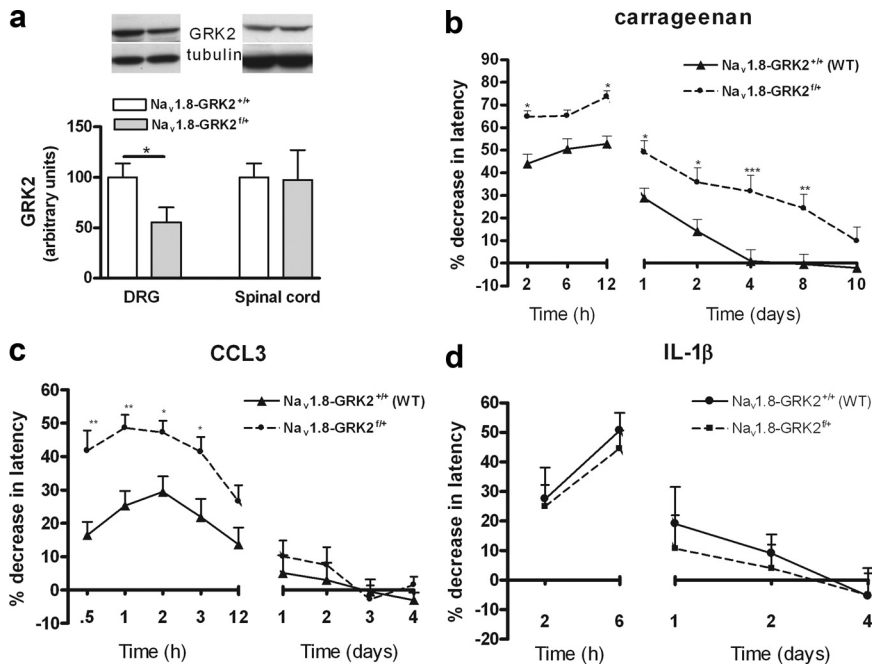 a
GRK2
tubulin
Naᵥ1.8-GRK2+/+
Naᵥ1.8-GRK2f/+
*
GRK2
(arbitrary units)
150
100
50
0
DRG
Spinal cord
b
carrageenan
Naᵥ1.8-GRK2+/+ (WT)
Naᵥ1.8-GRK2f/+
% decrease in latency
90
80
70
60
50
40
30
20
10
0
-10
* * * * *** **
2 6 12 1 2 4 8 10
Time (h) Time (days)
c
CCL3
Naᵥ1.8-GRK2+/+ (WT)
Naᵥ1.8-GRK2f/+
% decrease in latency
60
50
40
30
20
10
0
-10
** ** * *
.5 1 2 3 12 1 2 3 4
Time (h) Time (days)
d
IL-1β
Naᵥ1.8-GRK2+/+ (WT)
Naᵥ1.8-GRK2f/+
% decrease in latency
60
50
40
30
20
10
0
-10
-20
2 6 1 2 4
Time (h) Time (days)